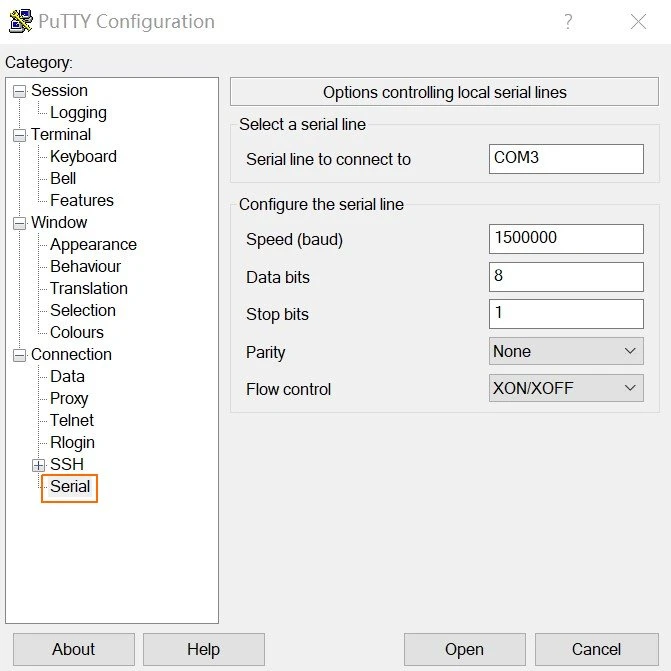 PuTTY Configuration
Category:
Session
Logging
Terminal
Keyboard
Bell
Features
Window
Appearance
Behaviour
Translation
Selection
Colours
Connection
Data
Proxy
Telnet
Rlogin
SSH
Serial
Options controlling local serial lines
Select a serial line
Serial line to connect to COM3
Configure the serial line
Speed (baud) 1500000
Data bits 8
Stop bits 1
Parity None
Flow control XON/XOFF
About Help Open Cancel